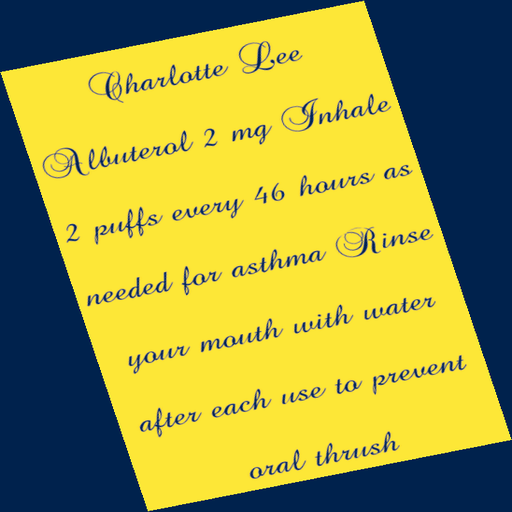 Charlotte Lee
Albuterol 2 mg Inhale
2 puffs every 46 hours as
needed for asthma Rinse
your mouth with water
after each use to prevent
oral thrush